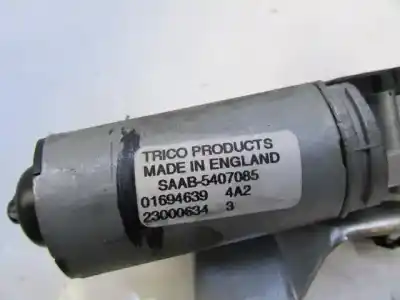 TRICO PRODUCTS
MADE IN ENGLAND
SAAB-5407085
01694639 4A2
23000634 3